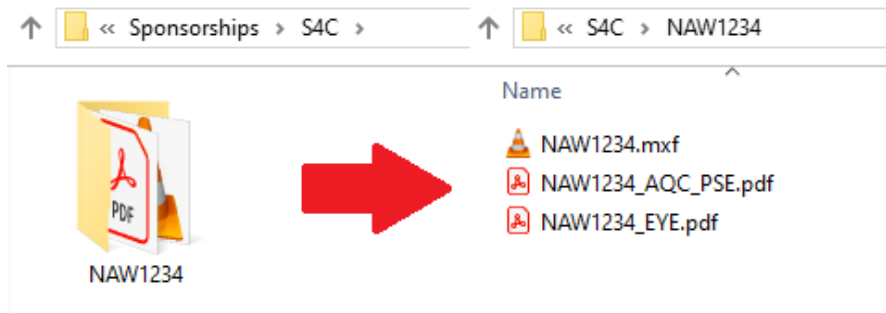 « Sponsorships › S4C ›
« S4C › NAW1234
Name
NAW1234.mxf
NAW1234_AQC_PSE.pdf
NAW1234_EYE.pdf
PDF
NAW1234